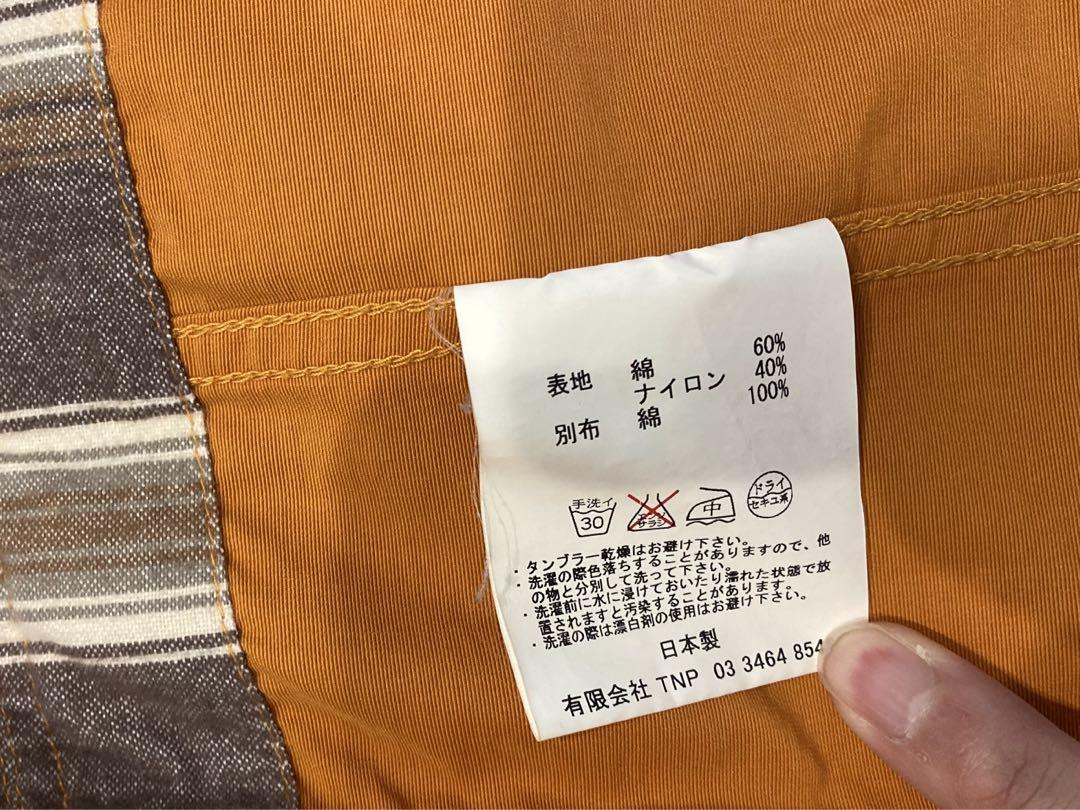 表地 綿 60%
ナイロン 40%
別布 綿 100%
手洗イ
30
エンソ
サラシ
中
ドライ
セキユ系
・タンブラー乾燥はお避け下さい。
・洗濯の際色落ちすることがありますので、他
の物と分別して洗って下さい。
・洗濯前に水に浸けておいたり濡れた状態で放
置されますと汚染することがあります。
・洗濯の際は漂白剤の使用はお避け下さい。
日本製
有限会社 TNP 03 3464 854